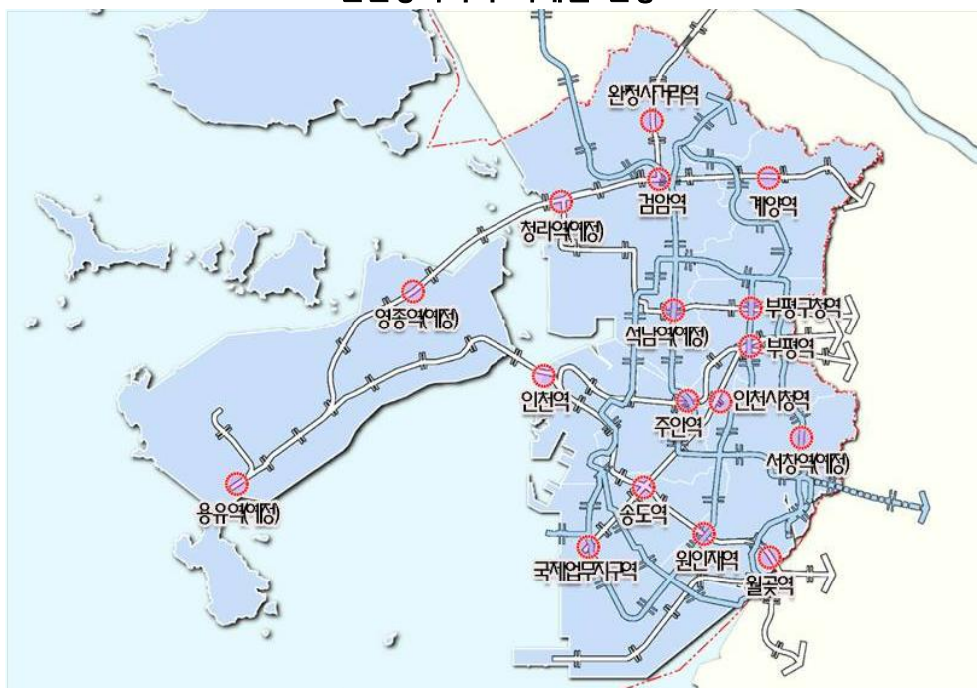 완정사거리역
검암역
계양역
청라역(예정)
영종역(예정)
석남역(예정)
부평구청역
부평역
인천역
주안역
인천시청역
서창역(예정)
용유역(예정)
송도역
국제업무지구역
원인재역
월곶역